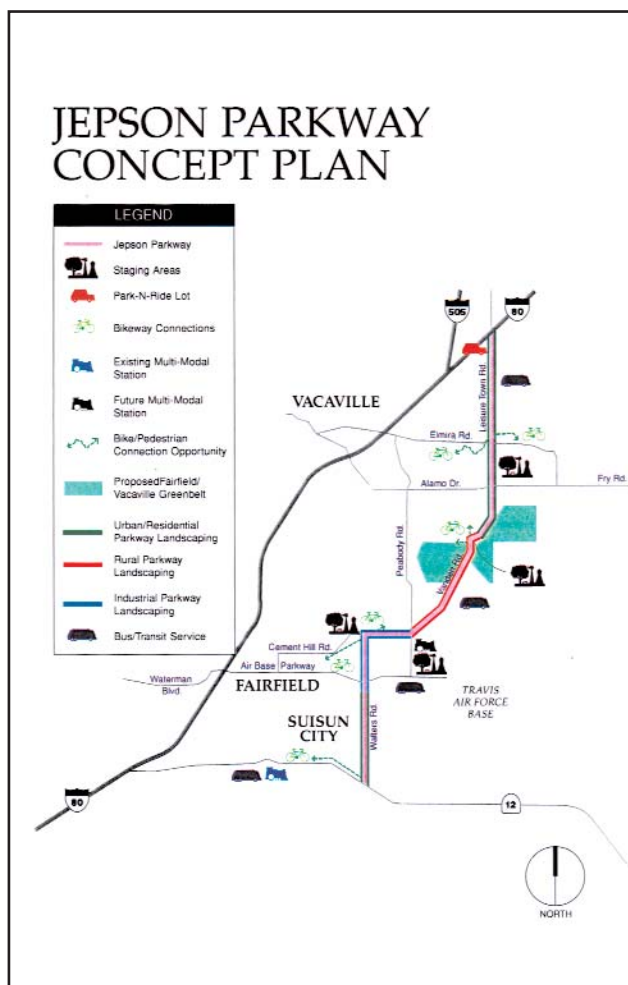 JEPSON PARKWAY
CONCEPT PLAN
LEGEND
Jepson Parkway
Staging Areas
Park-N-Ride Lot
Bikeway Connections
Existing Multi-Modal
Station
Future Multi-Modal
Station
Bike/Pedestrian
Connection Opportunity
ProposedFairfield/
Vacaville Greenbelt
Urban/Residential
Parkway Landscaping
Rural Parkway
Landscaping
Industrial Parkway
Landscaping
Bus/Transit Service
505
80
Leisure Town Rd.
VACAVILLE
Elmira Rd.
Alamo Dr.
Fry Rd.
Peabody Rd.
Vanden Rd.
Cement Hill Rd.
Air Base Parkway
Waterman
Blvd.
FAIRFIELD
TRAVIS
AIR FORCE
BASE
SUISUN
CITY
Walters Rd.
80
12
NORTH